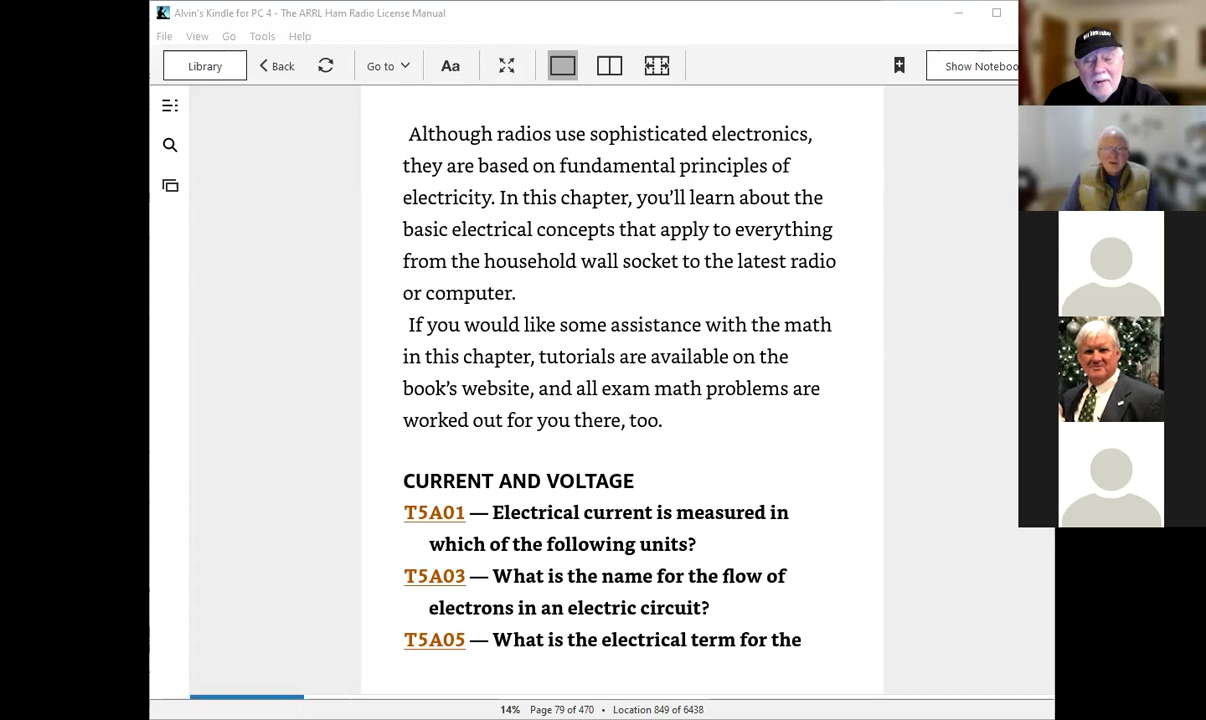 Alvin's Kindle for PC 4 - The ARRL Ham Radio License Manual
File View Go Tools Help
Library Back Go to Aa Show Notebo
Although radios use sophisticated electronics,
they are based on fundamental principles of
electricity. In this chapter, you'll learn about the
basic electrical concepts that apply to everything
from the household wall socket to the latest radio
or computer.
If you would like some assistance with the math
in this chapter, tutorials are available on the
book's website, and all exam math problems are
worked out for you there, too.
CURRENT AND VOLTAGE
T5A01 — Electrical current is measured in
which of the following units?
T5A03 — What is the name for the flow of
electrons in an electric circuit?
T5A05 — What is the electrical term for the
14% Page 79 of 470 • Location 849 of 6438